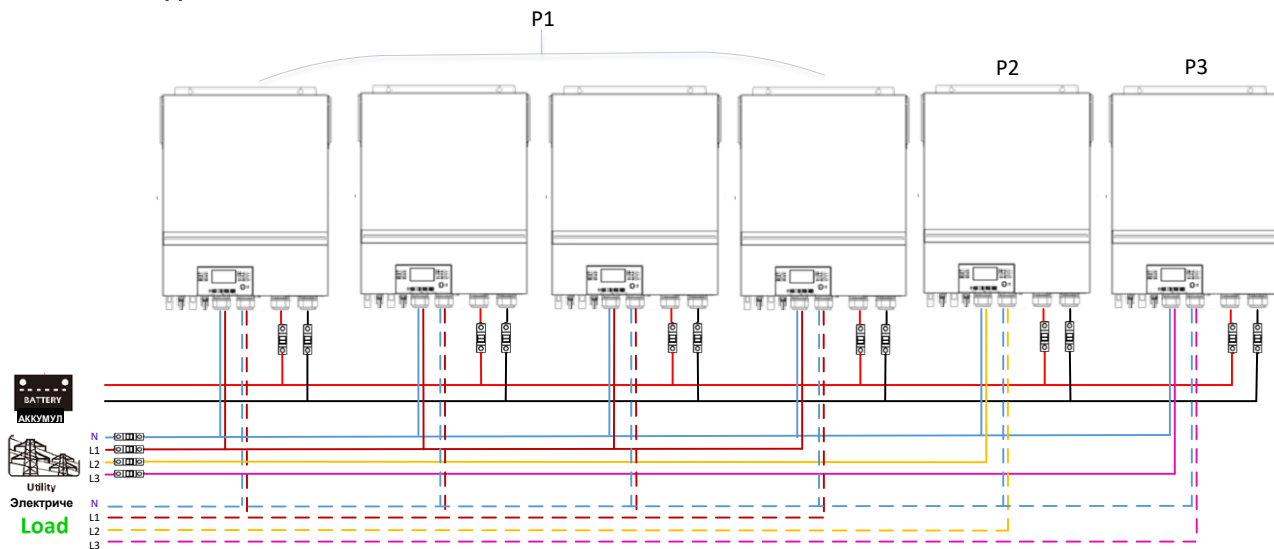 P1
P2
P3
BATTERY
АККУМУЛ
N
L1
L2
L3
Utility
Электриче
Load
N
L1
L2
L3